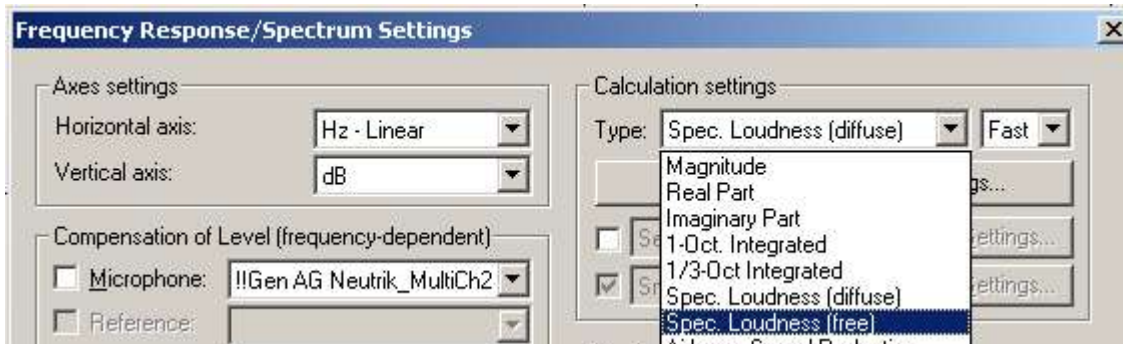 Frequency Response/Spectrum Settings
Axes settings
Horizontal axis: Hz - Linear
Vertical axis: dB
Compensation of Level (frequency-dependent)
Microphone: !!Gen AG Neutrik_MultiCh2
Reference:
Calculation settings
Type: Spec. Loudness (diffuse) Fast
Magnitude
Real Part
Imaginary Part
1-Oct. Integrated
1/3-Oct Integrated
Spec. Loudness (diffuse)
Spec. Loudness (free)